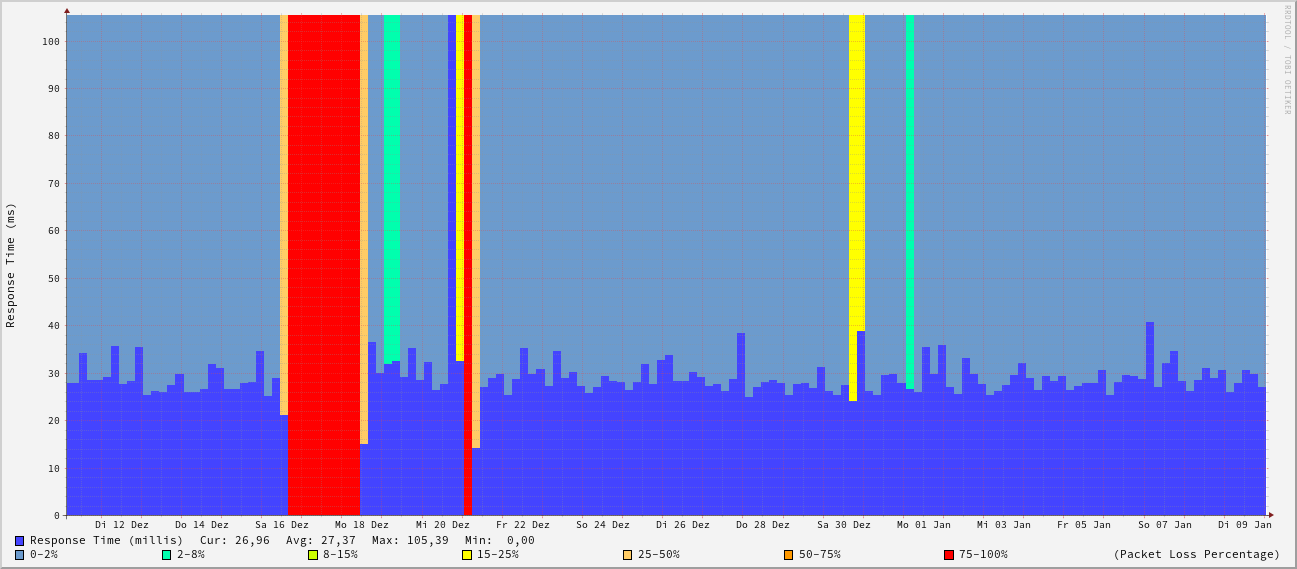 RRDTOOL / TOBI OETIKER
Response Time (ms)
100
90
80
70
60
50
40
30
20
10
0
Di 12 Dez Do 14 Dez Sa 16 Dez Mo 18 Dez Mi 20 Dez Fr 22 Dez So 24 Dez Di 26 Dez Do 28 Dez Sa 30 Dez Mo 01 Jan Mi 03 Jan Fr 05 Jan So 07 Jan Di 09 Jan
Response Time (millis) Cur: 26,96 Avg: 27,37 Max: 105,39 Min: 0,00
0-2% 2-8% 8-15% 15-25% 25-50% 50-75% 75-100% (Packet Loss Percentage)